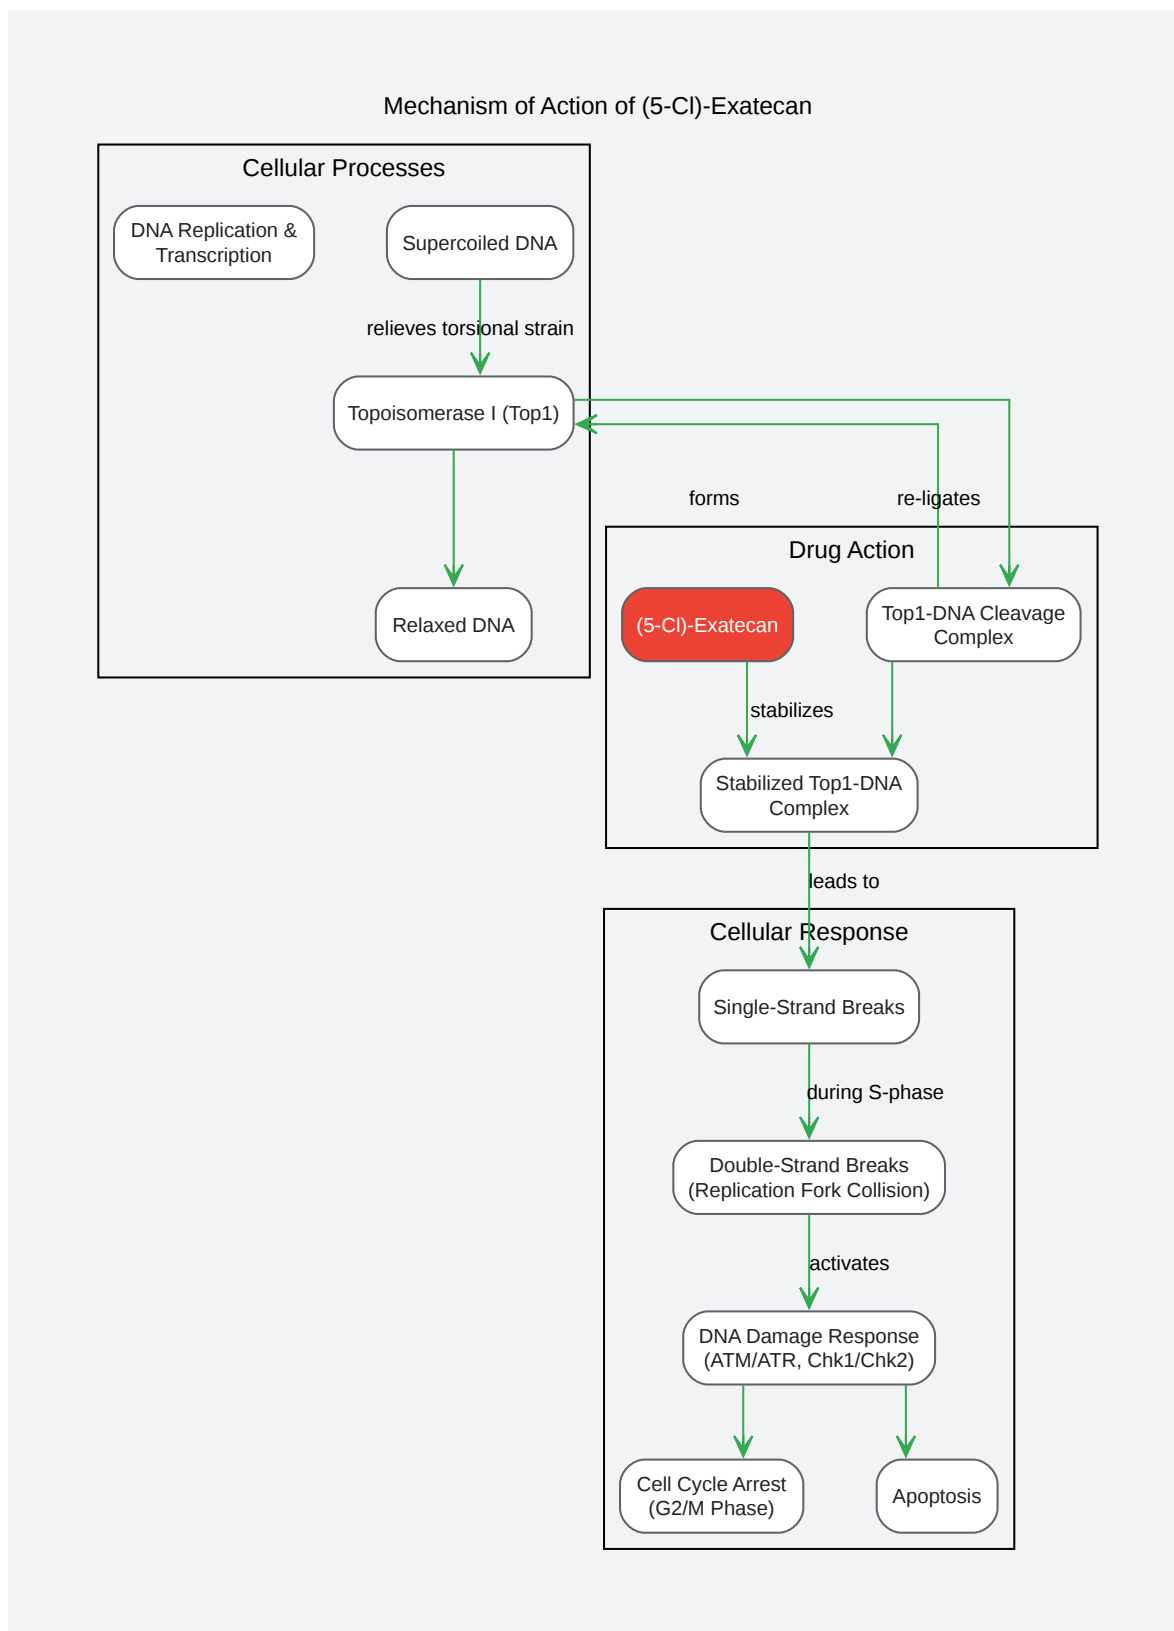 Mechanism of Action of (5-Cl)-Exatecan
Cellular Processes
DNA Replication &
Transcription
Supercoiled DNA
relieves torsional strain
Topoisomerase I (Top1)
forms
re-ligates
Relaxed DNA
Drug Action
(5-Cl)-Exatecan
Top1-DNA Cleavage
Complex
stabilizes
Stabilized Top1-DNA
Complex
leads to
Cellular Response
Single-Strand Breaks
during S-phase
Double-Strand Breaks
(Replication Fork Collision)
activates
DNA Damage Response
(ATM/ATR, Chk1/Chk2)
Cell Cycle Arrest
(G2/M Phase)
Apoptosis